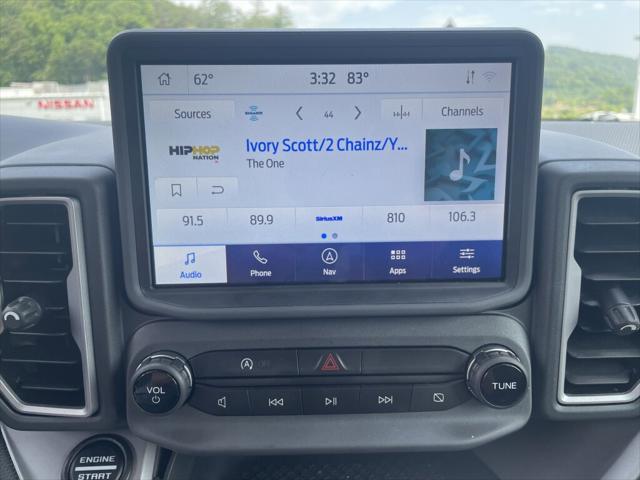 NISSAN
62°
3:32 83°
Sources
44
Channels
HIPHOP
NATION
Ivory Scott/2 Chainz/Y...
The One
91.5
89.9
SiriusXM
810
106.3
Audio
Phone
Nav
Apps
Settings
OFF
VOL
TUNE
ENGINE
START